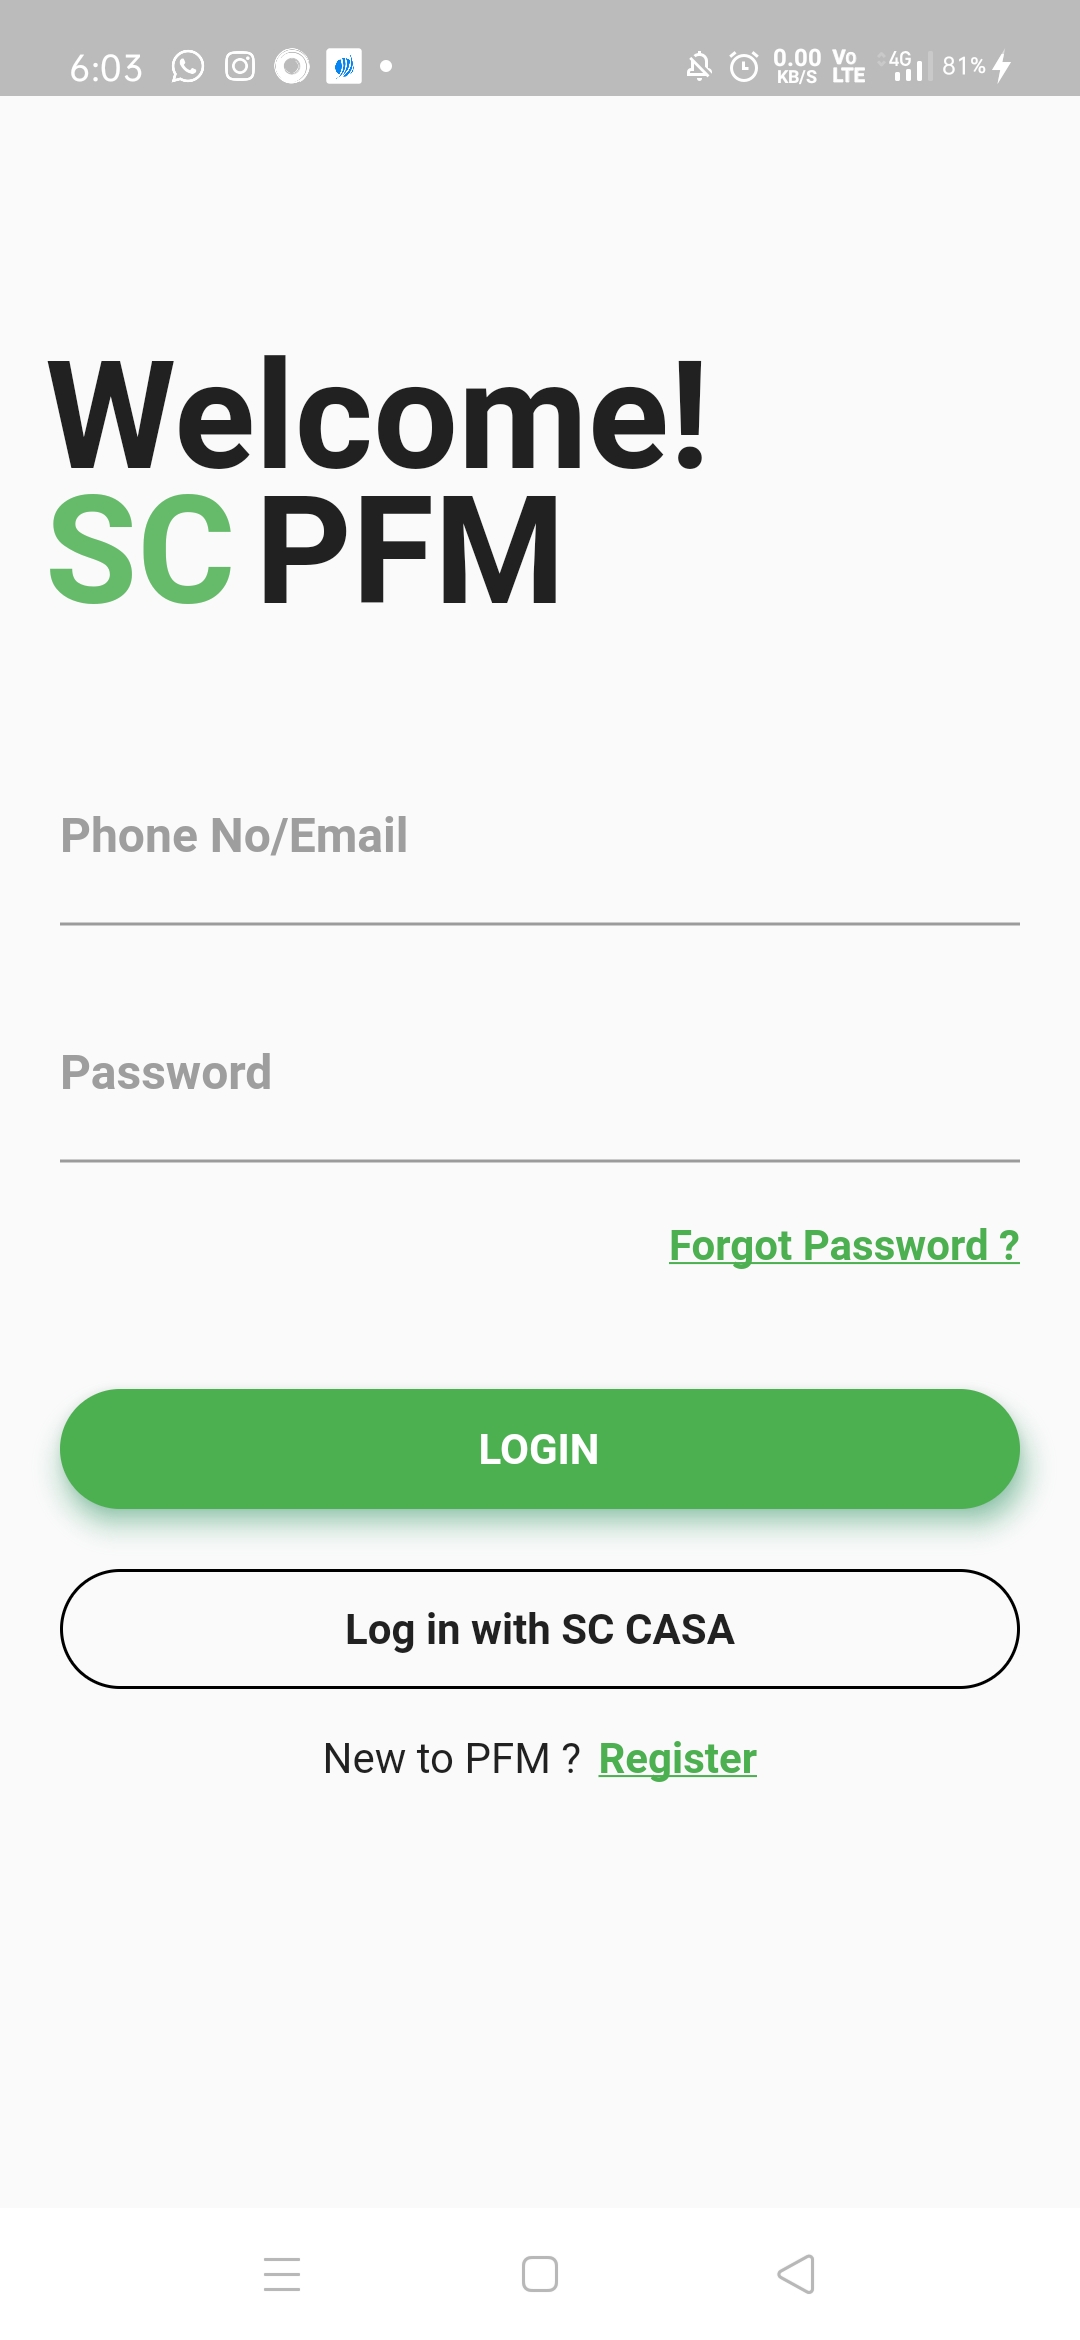 6:03 0.00 KB/S Vo LTE 4G 81%
Welcome!
SC PFM
Phone No/Email
Password
Forgot Password ?
LOGIN
Log in with SC CASA
New to PFM ? Register